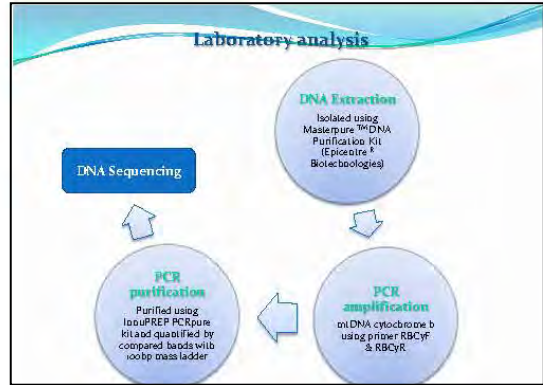 Laboratory analysis
DNA Extraction
Isolated using
Masterpure ™DNA
Purification Kit
(Epicentre ®
Biotechnologies)
DNA Sequencing
PCR
purification
Purified using
InnuPREP PCRpure
kit and quantified by
compared bands with
100bp mass ladder
PCR
amplification
mtDNA cytochrome b
using primer RBCyF
& RBCyR